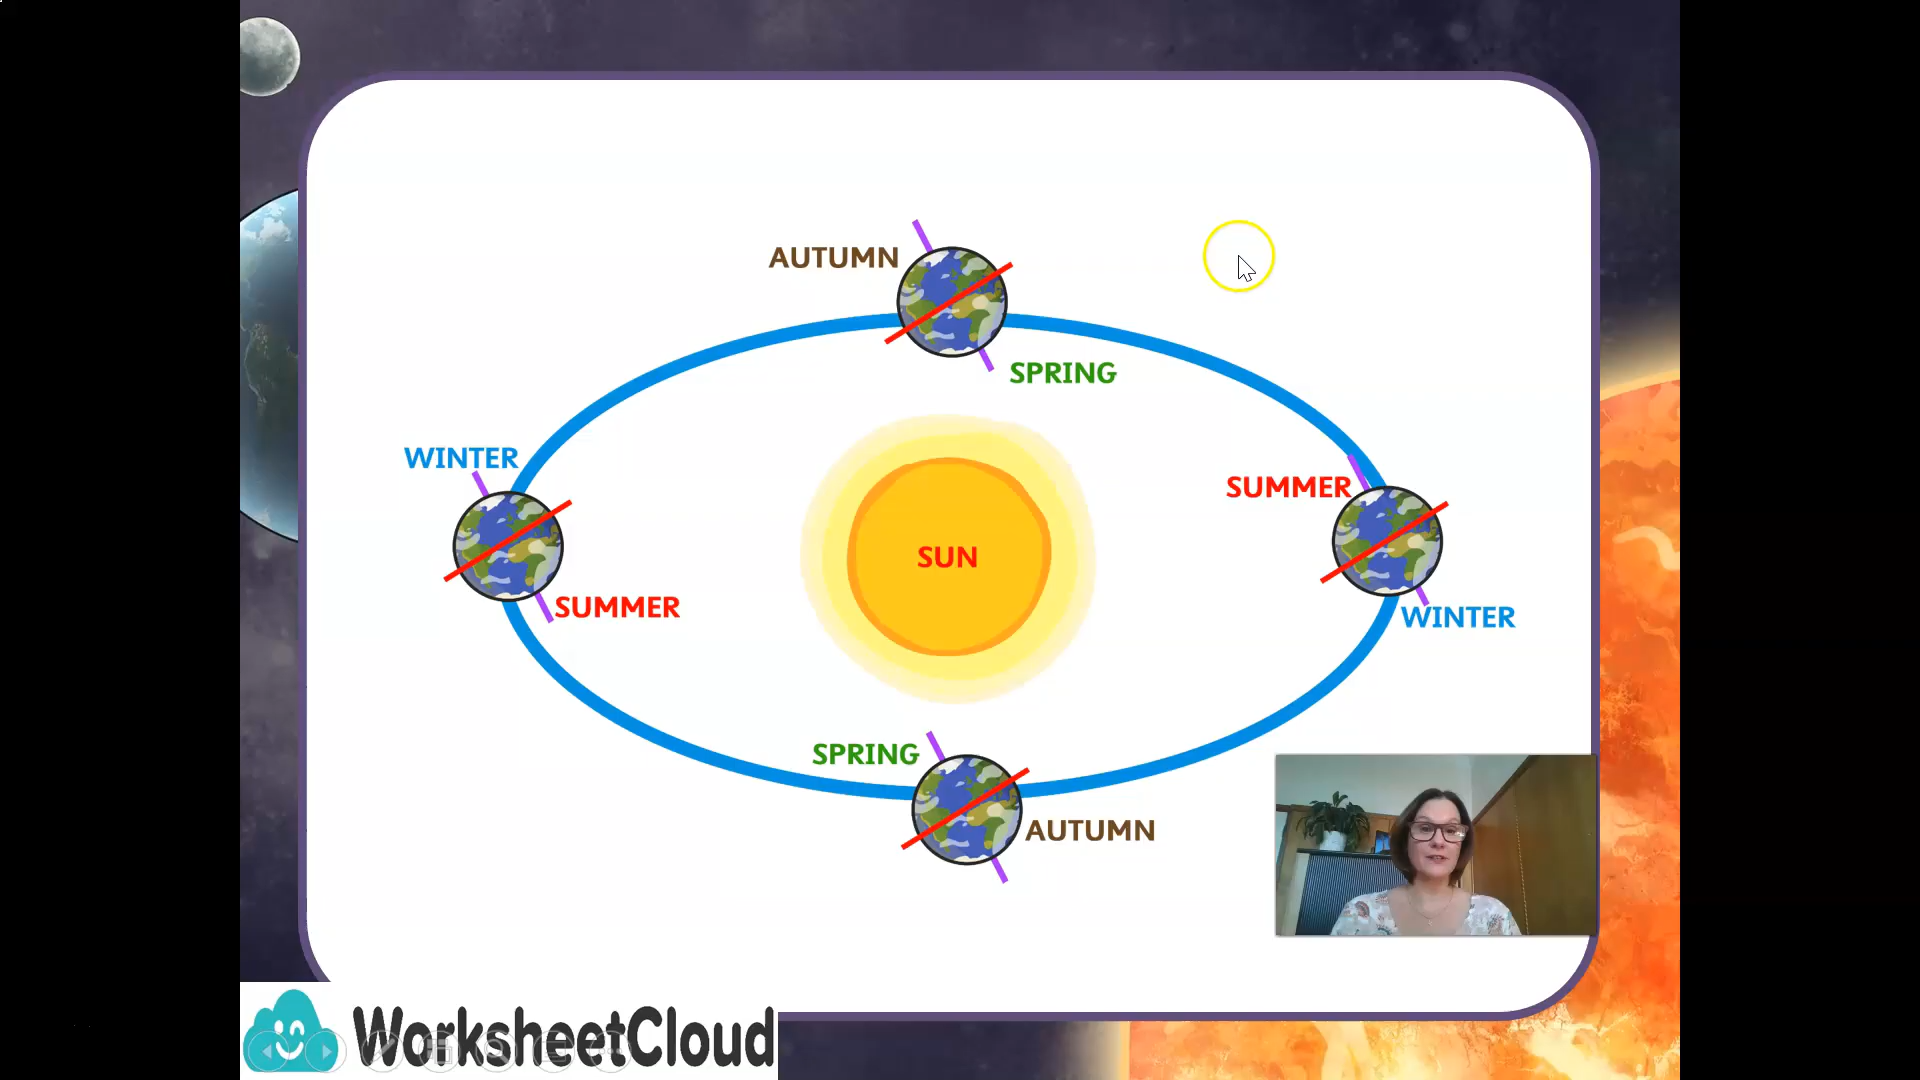 AUTUMN
SPRING
WINTER
SUMMER
SUN
SUMMER
WINTER
SPRING
AUTUMN
WorksheetCloud